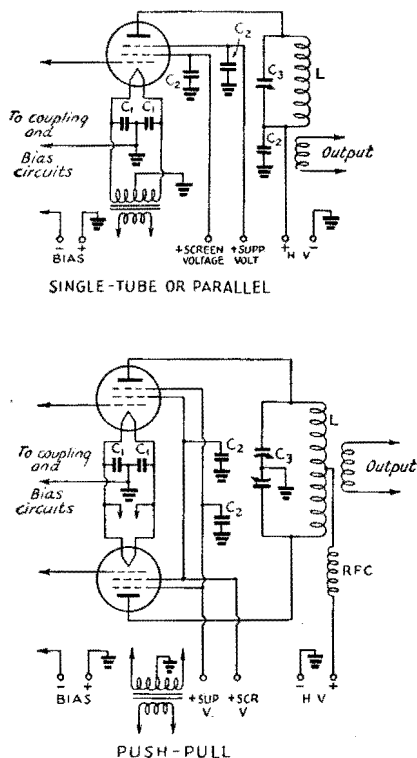 C2
C2
C3
L
C1 C1
To coupling
and
Bias
circuits
C2
Output
- +
BIAS
+SCREEN
VOLTAGE
+SUPP
VOLT
+ -
H V
SINGLE-TUBE OR PARALLEL
L
C1 C1
To coupling
and
Bias
circuits
C2
C3
Output
C2
RFC
- +
BIAS
+SUP
V.
+SCR
V
- +
H V
PUSH-PULL